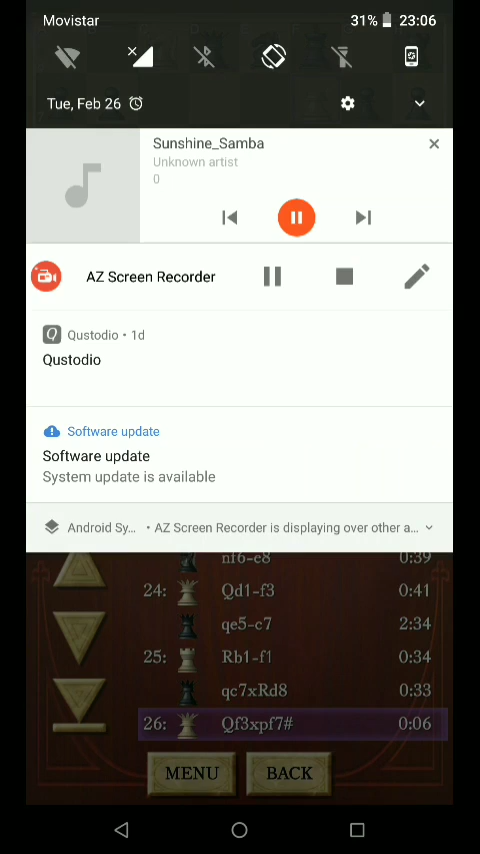 Movistar
31% 23:06
Tue, Feb 26
Sunshine_Samba
Unknown artist
0
AZ Screen Recorder
Qustodio • 1d
Qustodio
Software update
Software update
System update is available
Android Sy... • AZ Screen Recorder is displaying over other a...
nf6-e8 0:39
24: Qd1-f3 0:41
qe5-c7 2:34
25: Rb1-f1 0:34
qc7xRd8 0:33
26: Qf3xpf7# 0:06
MENU BACK